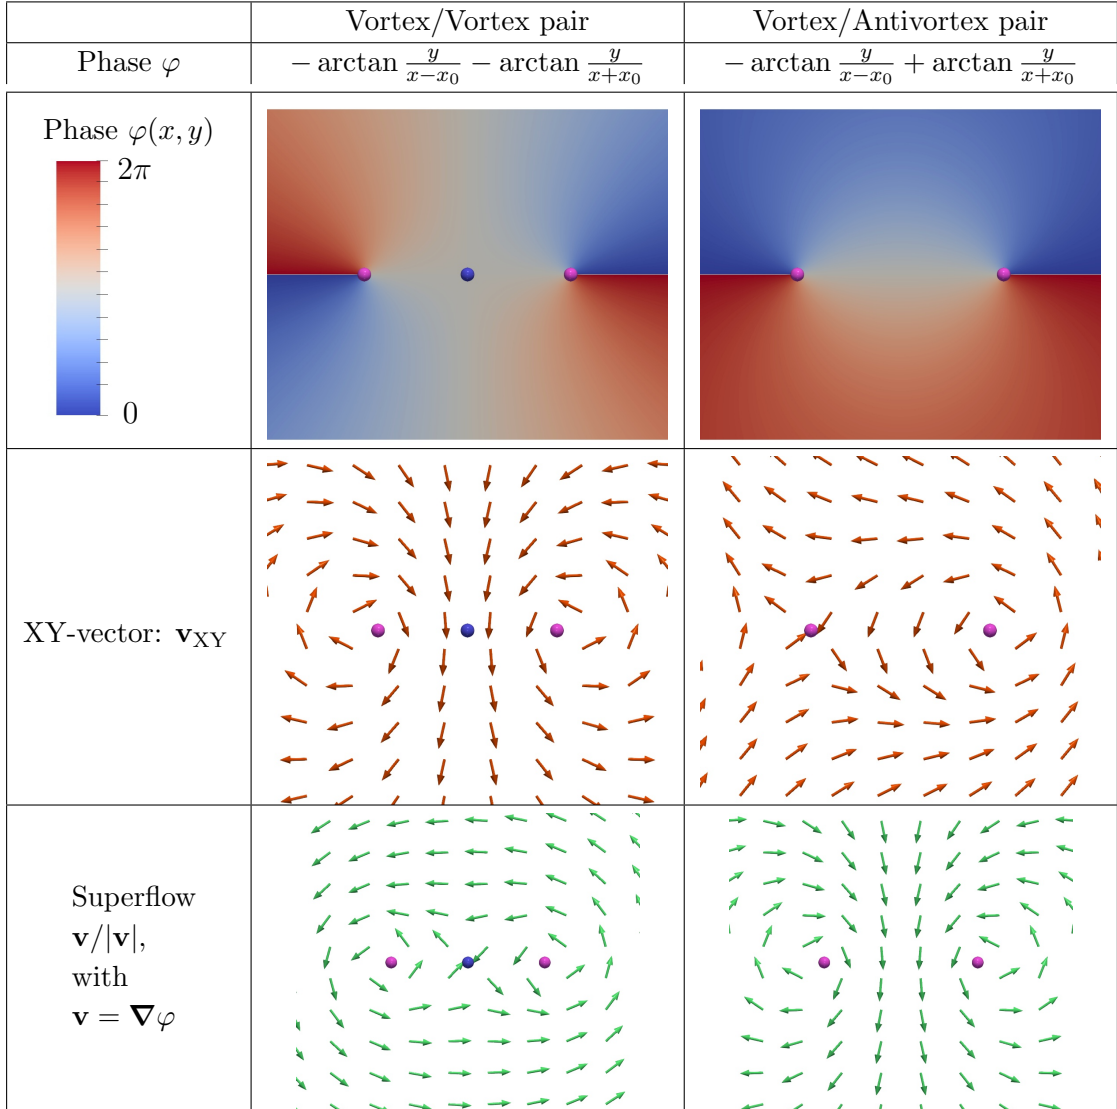 Vortex/Vortex pair
Vortex/Antivortex pair
Phase φ
− arctan y/(x−x₀) − arctan y/(x+x₀)
− arctan y/(x−x₀) + arctan y/(x+x₀)
Phase φ(x, y)
2π
0
XY-vector: v_XY
Superflow
v/|v|,
with
v = ∇φ